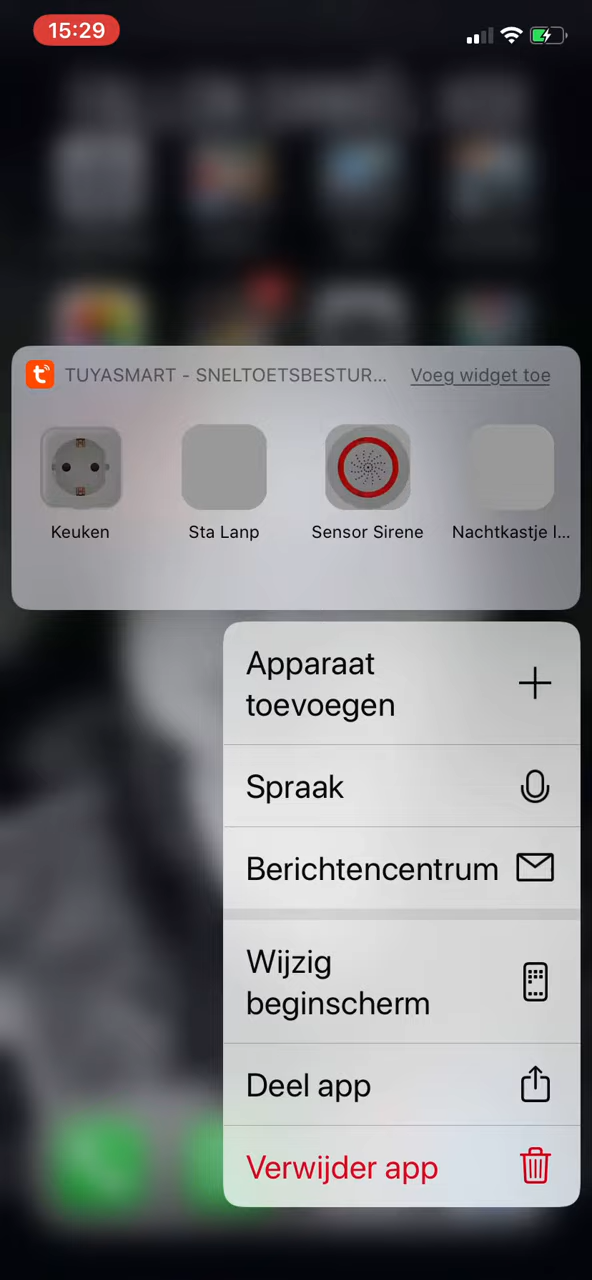 15:29
TUYASMART - SNELTOETSBESTUR... Voeg widget toe
Keuken Sta Lanp Sensor Sirene Nachtkastje l...
Apparaat
toevoegen
Spraak
Berichtencentrum
Wijzig
beginscherm
Deel app
Verwijder app